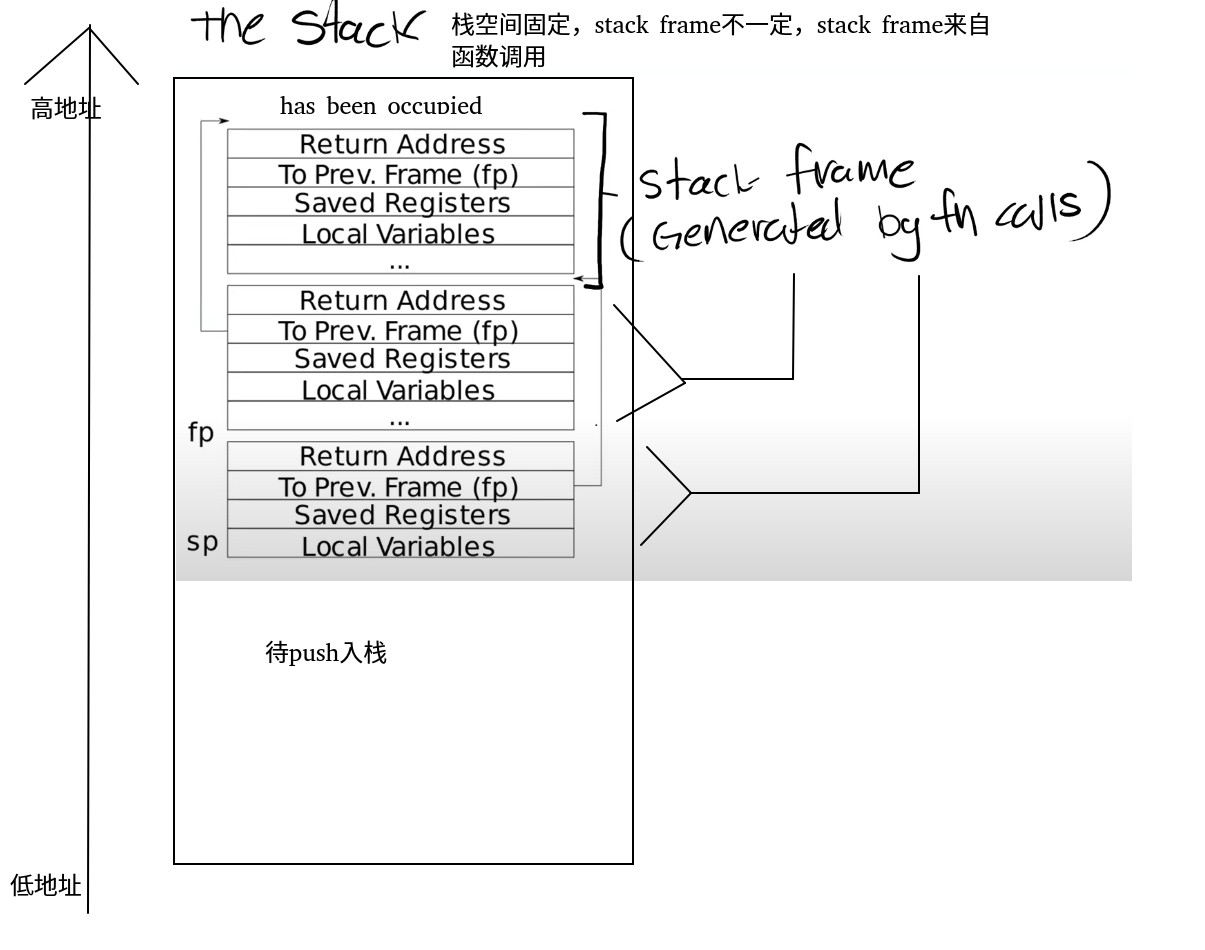 the Stack
栈空间固定，stack frame不一定，stack frame来自
函数调用
高地址
has been occupied
Return Address
To Prev. Frame (fp)
Saved Registers
Local Variables
...
stack frame
(Generated by fn calls)
Return Address
To Prev. Frame (fp)
Saved Registers
Local Variables
...
fp
Return Address
To Prev. Frame (fp)
Saved Registers
sp
Local Variables
待push入栈
低地址